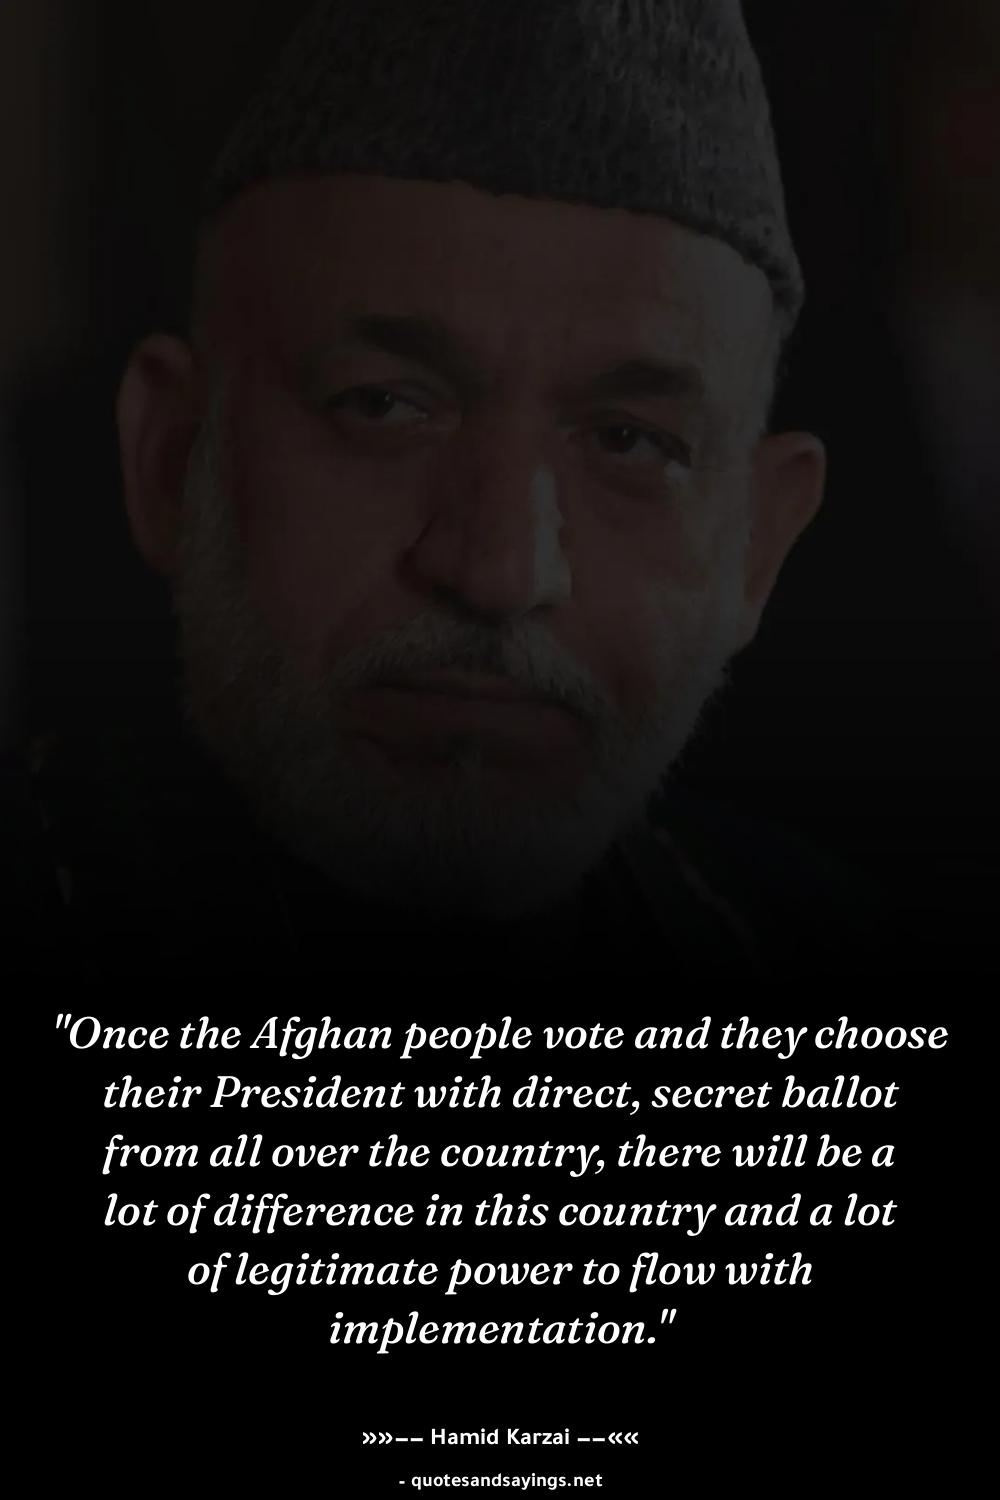 "Once the Afghan people vote and they choose
their President with direct, secret ballot
from all over the country, there will be a
lot of difference in this country and a lot
of legitimate power to flow with
implementation."
»»–– Hamid Karzai ––««
- quotesandsayings.net